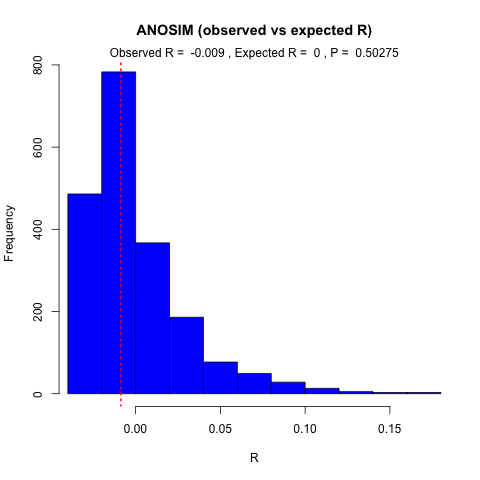 ANOSIM (observed vs expected R)
Observed R =  -0.009 , Expected R =  0 , P =  0.50275
Frequency
800
600
400
200
0
0.00 0.05 0.10 0.15
R